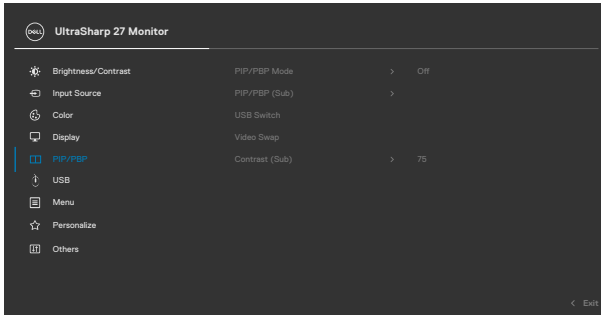 DELL UltraSharp 27 Monitor
Brightness/Contrast PIP/PBP Mode > Off
Input Source PIP/PBP (Sub) >
Color USB Switch
Display Video Swap
PIP/PBP Contrast (Sub) > 75
USB
Menu
Personalize
Others
< Exit